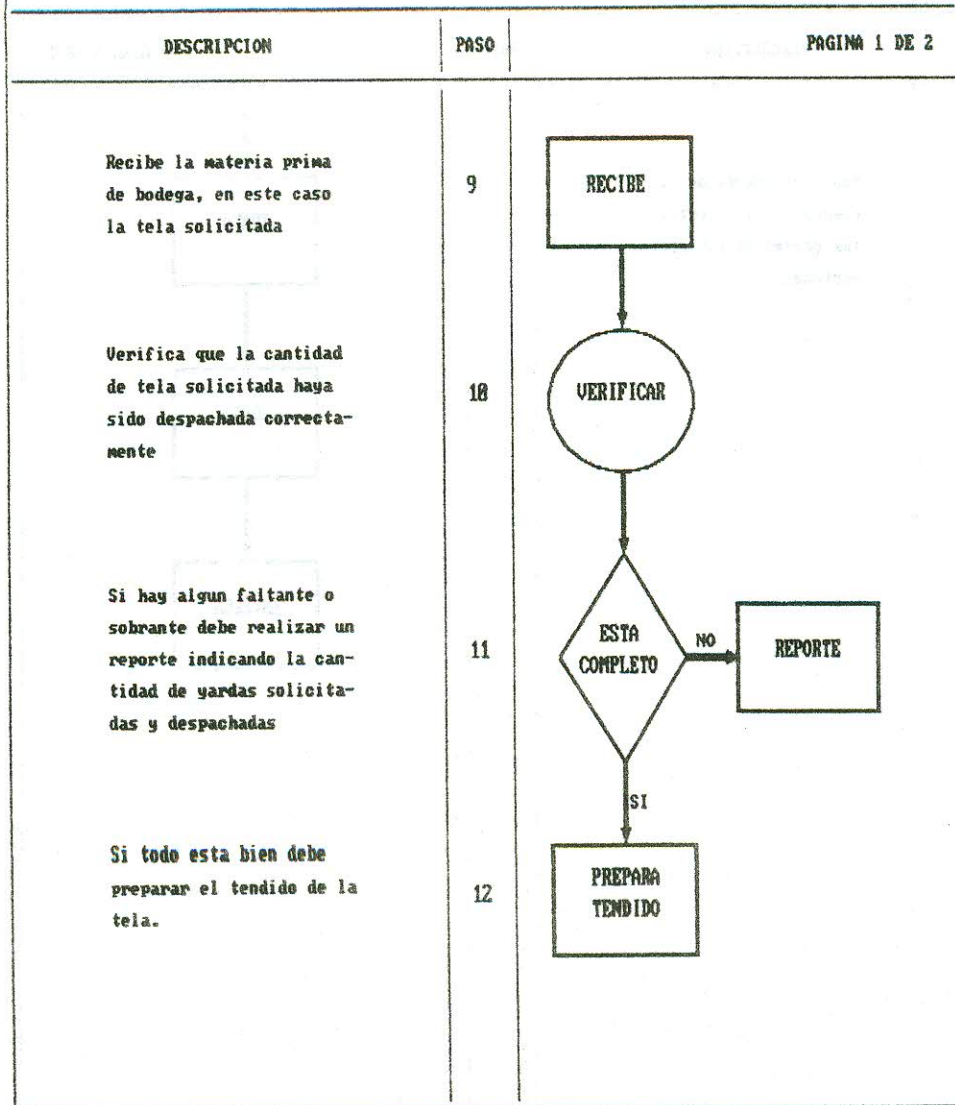 DESCRIPCION PASO PAGINA 1 DE 2
Recibe la materia prima
de bodega, en este caso
la tela solicitada
9
RECIBE
Verifica que la cantidad
de tela solicitada haya
sido despachada correcta-
mente
10
VERIFICAR
Si hay algun faltante o
sobrante debe realizar un
reporte indicando la can-
tidad de yardas solicita-
das y despachadas
11
ESTA
COMPLETO
NO
REPORTE
SI
Si todo esta bien debe
preparar el tendido de la
tela.
12
PREPARA
TENDIDO